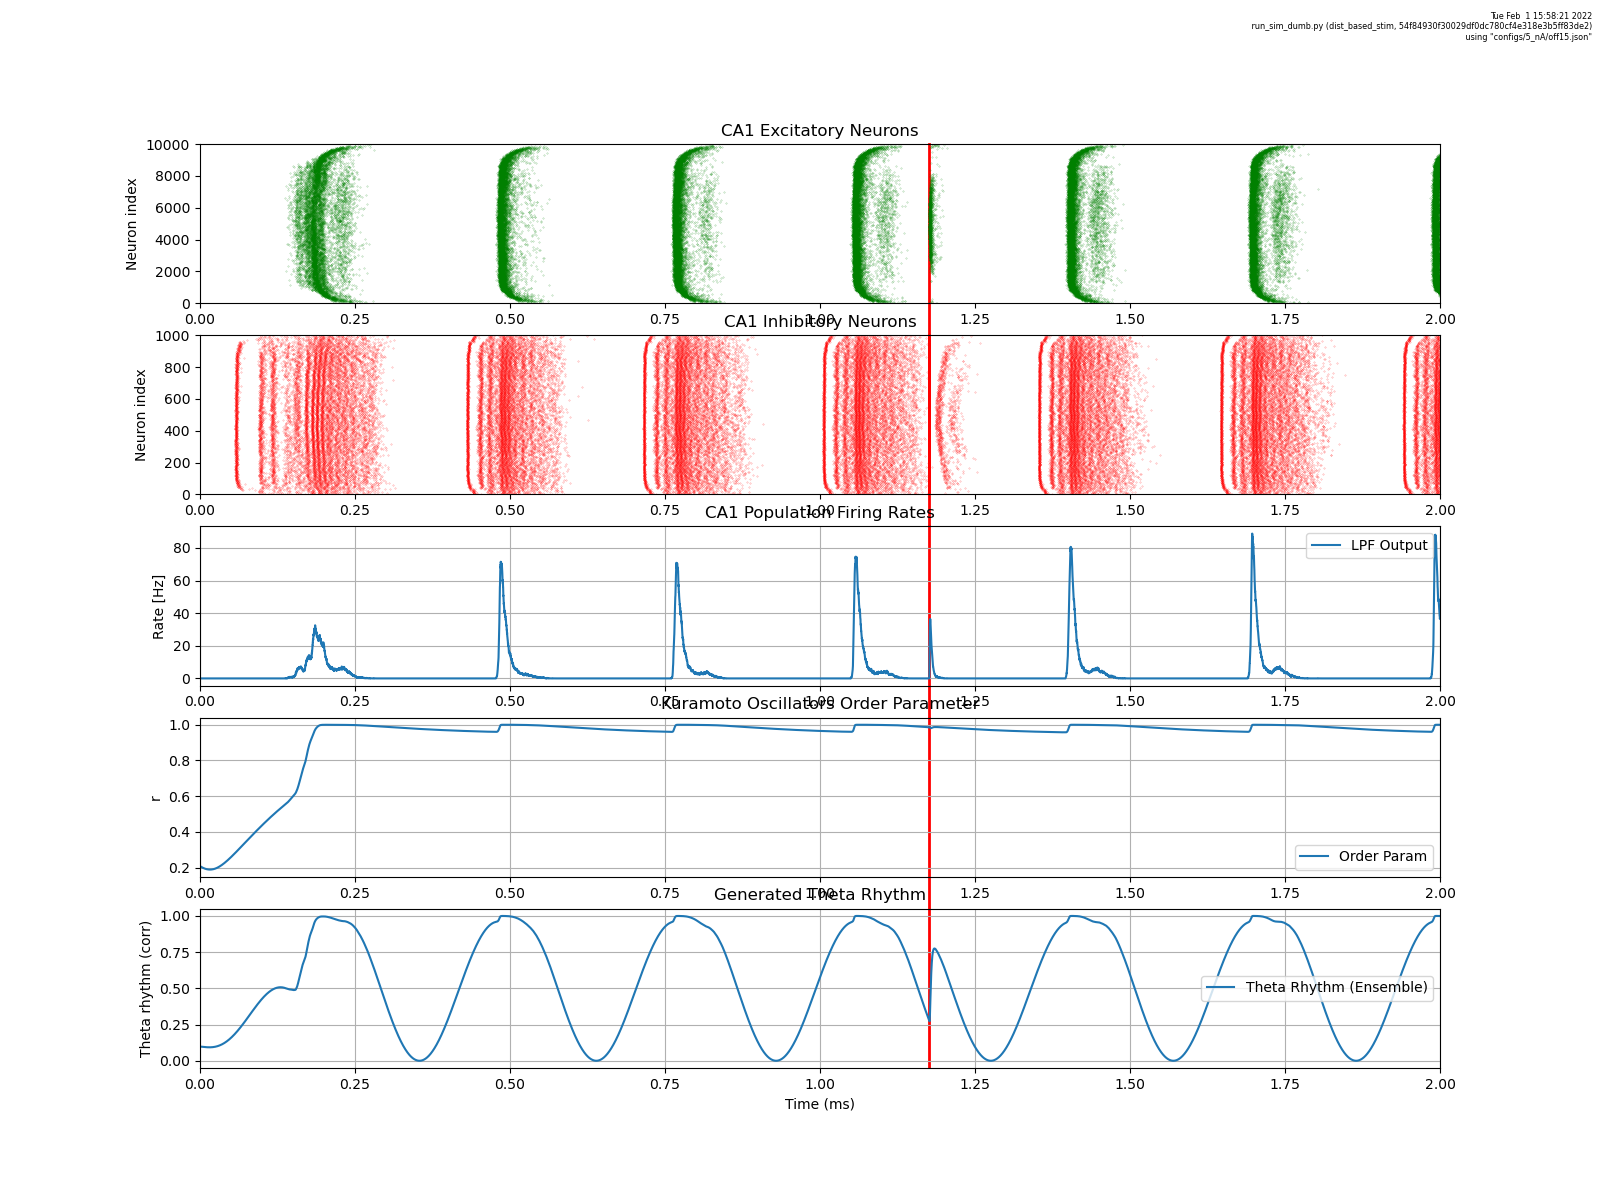 Tue Feb  1 15:58:21 2022
run_sim_dumb.py (dist_based_stim, 54f84930f30029df0dc780cf4e318e3b5ff83de2)
using "configs/5_nA/off15.json"
CA1 Excitatory Neurons
Neuron index
10000
8000
6000
4000
2000
0
0.00 0.25 0.50 0.75 1.00 1.25 1.50 1.75 2.00
CA1 Inhibitory Neurons
Neuron index
1000
800
600
400
200
0
0.00 0.25 0.50 0.75 1.00 1.25 1.50 1.75 2.00
CA1 Population Firing Rates
Rate [Hz]
80
60
40
20
0
LPF Output
0.00 0.25 0.50 0.75 1.00 1.25 1.50 1.75 2.00
Kuramoto Oscillators Order Parameter
r
1.0
0.8
0.6
0.4
0.2
Order Param
0.00 0.25 0.50 0.75 1.00 1.25 1.50 1.75 2.00
Generated Theta Rhythm
Theta rhythm (corr)
1.00
0.75
0.50
0.25
0.00
Theta Rhythm (Ensemble)
0.00 0.25 0.50 0.75 1.00 1.25 1.50 1.75 2.00
Time (ms)